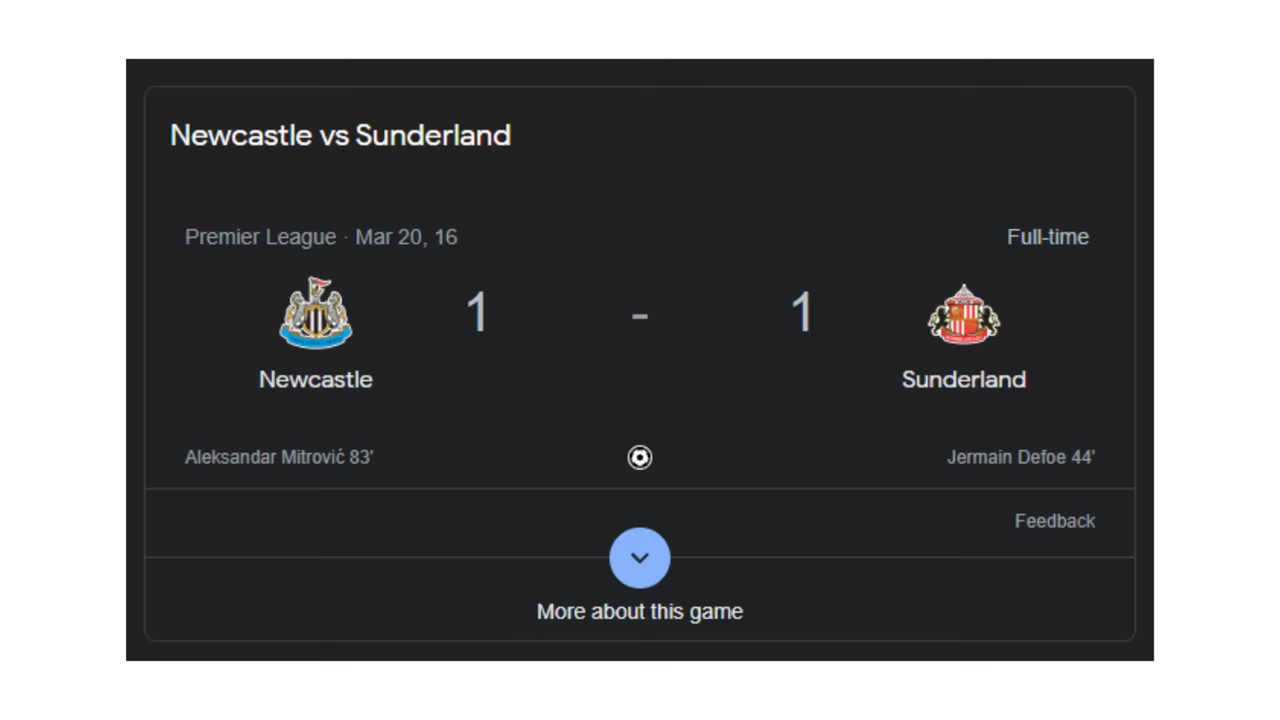 Newcastle vs Sunderland
Premier League · Mar 20, 16
Full-time
1 - 1
Newcastle
Sunderland
Aleksandar Mitrović 83'
Jermain Defoe 44'
Feedback
More about this game